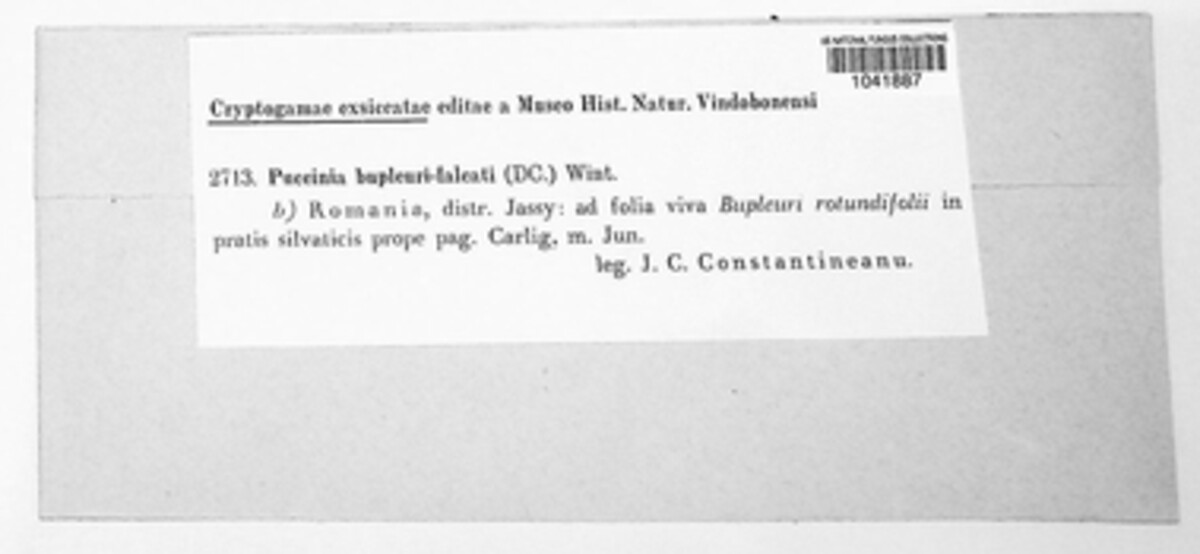 US NATIONAL FUNGUS COLLECTIONS
1041887
Cryptogamae exsiccatae editae a Museo Hist. Natur. Vindobonensi
2713. Puccinia bupleuri-falcati (DC.) Wint.
b) Romania, distr. Jassy: ad folia viva Bupleuri rotundifolii in
pratis silvaticis prope pag. Carlig, m. Jun.
leg. J. C. Constantineanu.